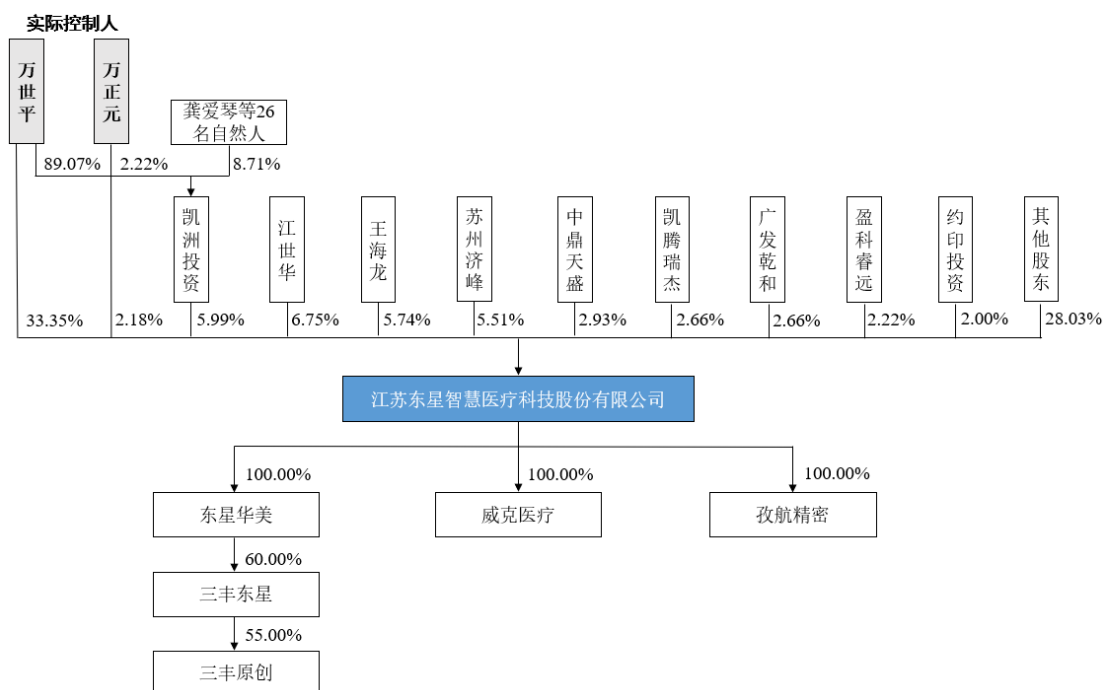 实际控制人
万世平
万正元
龚爱琴等26
名自然人
89.07%
2.22%
8.71%
凯洲投资
江世华
王海龙
苏州济峰
中鼎天盛
凯腾瑞杰
广发乾和
盈科睿远
约印投资
其他股东
33.35%
2.18%
5.99%
6.75%
5.74%
5.51%
2.93%
2.66%
2.66%
2.22%
2.00%
28.03%
江苏东星智慧医疗科技股份有限公司
100.00%
100.00%
100.00%
东星华美
威克医疗
孜航精密
60.00%
三丰东星
55.00%
三丰原创